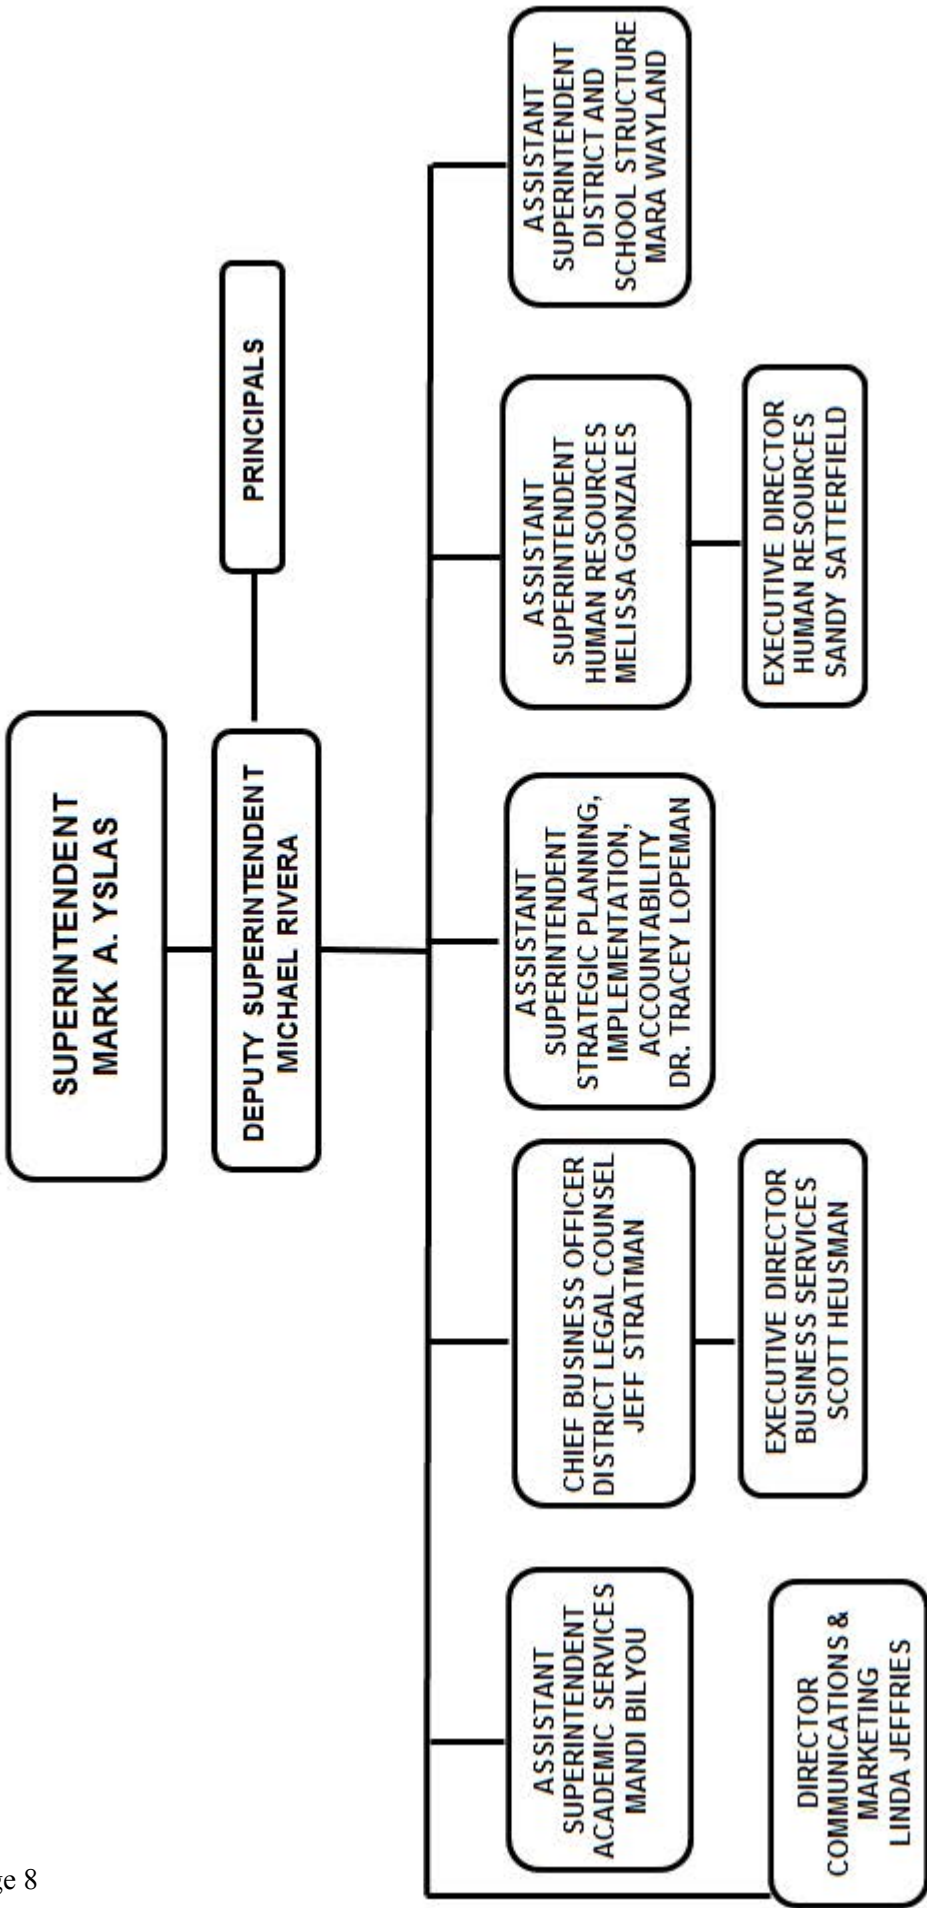 SUPERINTENDENT
MARK A. YSLAS
DEPUTY SUPERINTENDENT
MICHAEL RIVERA
PRINCIPALS
ASSISTANT
SUPERINTENDENT
ACADEMIC SERVICES
MANDI BILYOU
CHIEF BUSINESS OFFICER
DISTRICT LEGAL COUNSEL
JEFF STRATMAN
ASSISTANT
SUPERINTENDENT
STRATEGIC PLANNING,
IMPLEMENTATION,
ACCOUNTABILITY
DR. TRACEY LOPEMAN
ASSISTANT
SUPERINTENDENT
HUMAN RESOURCES
MELISSA GONZALES
ASSISTANT
SUPERINTENDENT
DISTRICT AND
SCHOOL STRUCTURE
MARA WAYLAND
DIRECTOR
COMMUNICATIONS &
MARKETING
LINDA JEFFRIES
EXECUTIVE DIRECTOR
BUSINESS SERVICES
SCOTT HEUSMAN
EXECUTIVE DIRECTOR
HUMAN RESOURCES
SANDY SATTERFIELD
ge 8